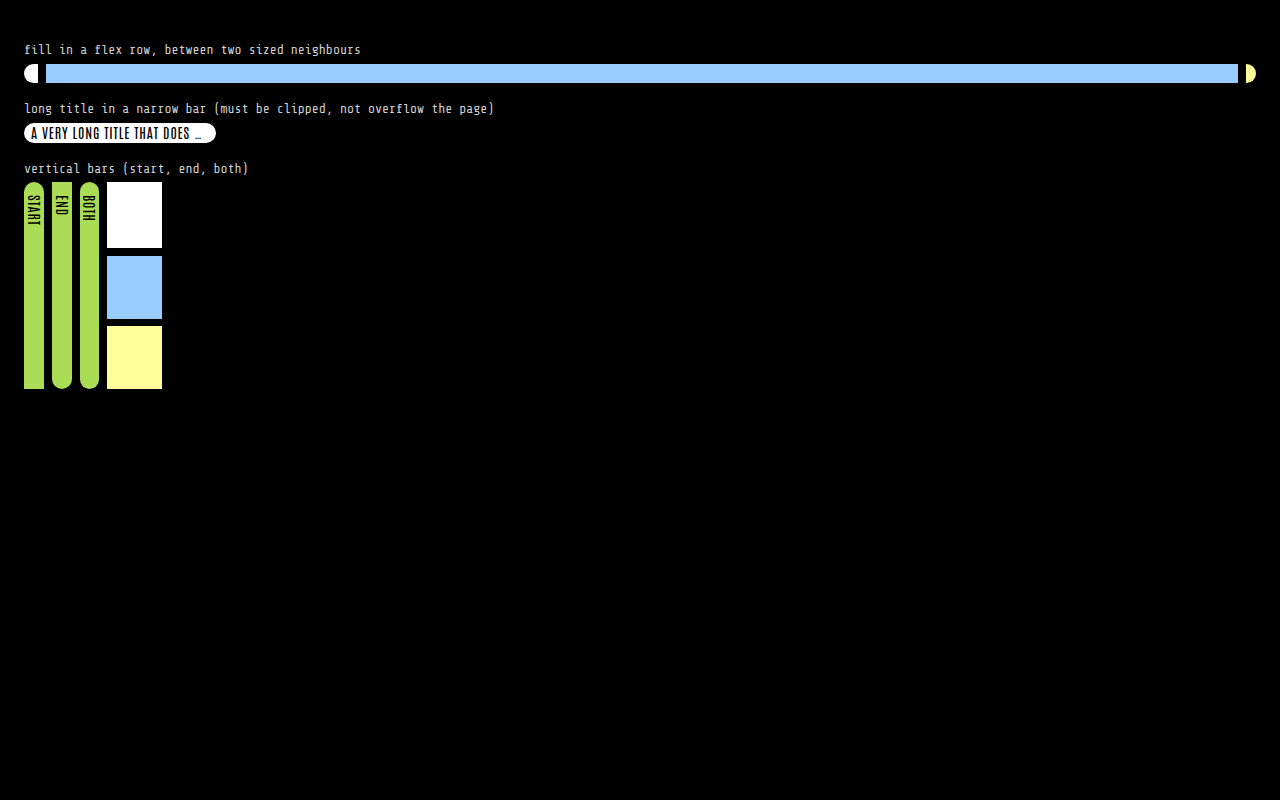 fill in a flex row, between two sized neighbours
long title in a narrow bar (must be clipped, not overflow the page)
A VERY LONG TITLE THAT DOES …
vertical bars (start, end, both)
START
END
BOTH